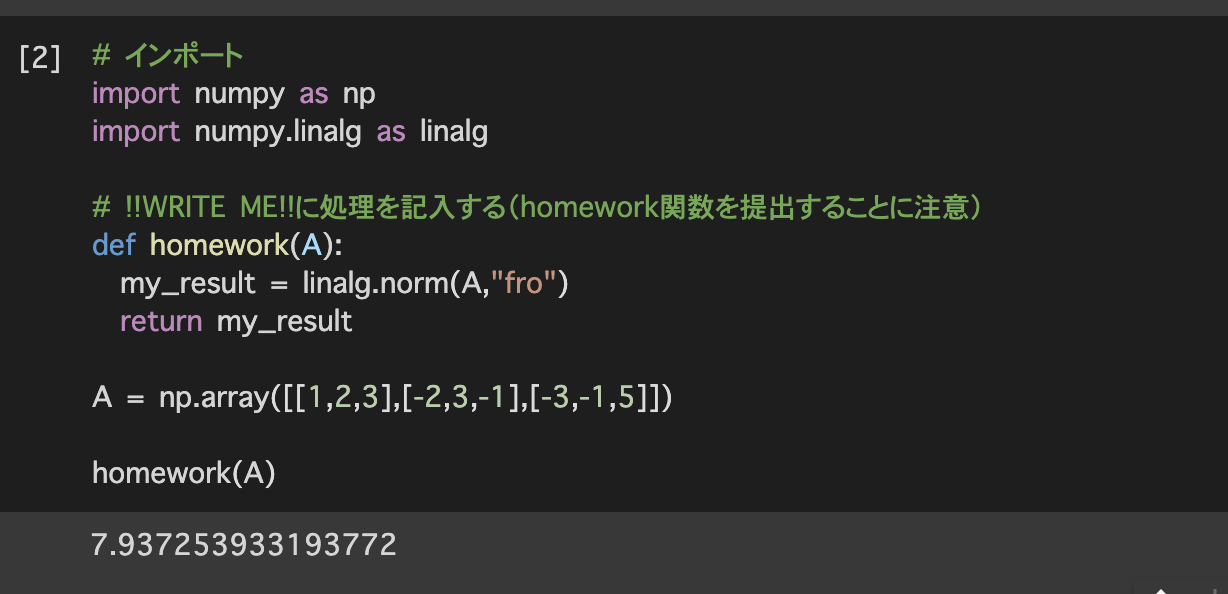 [2] # インポート
import numpy as np
import numpy.linalg as linalg
# !!WRITE ME!!に処理を記入する(homework関数を提出することに注意)
def homework(A):
my_result = linalg.norm(A,"fro")
return my_result
A = np.array([[1,2,3],[-2,3,-1],[-3,-1,5]])
homework(A)
7.937253933193772